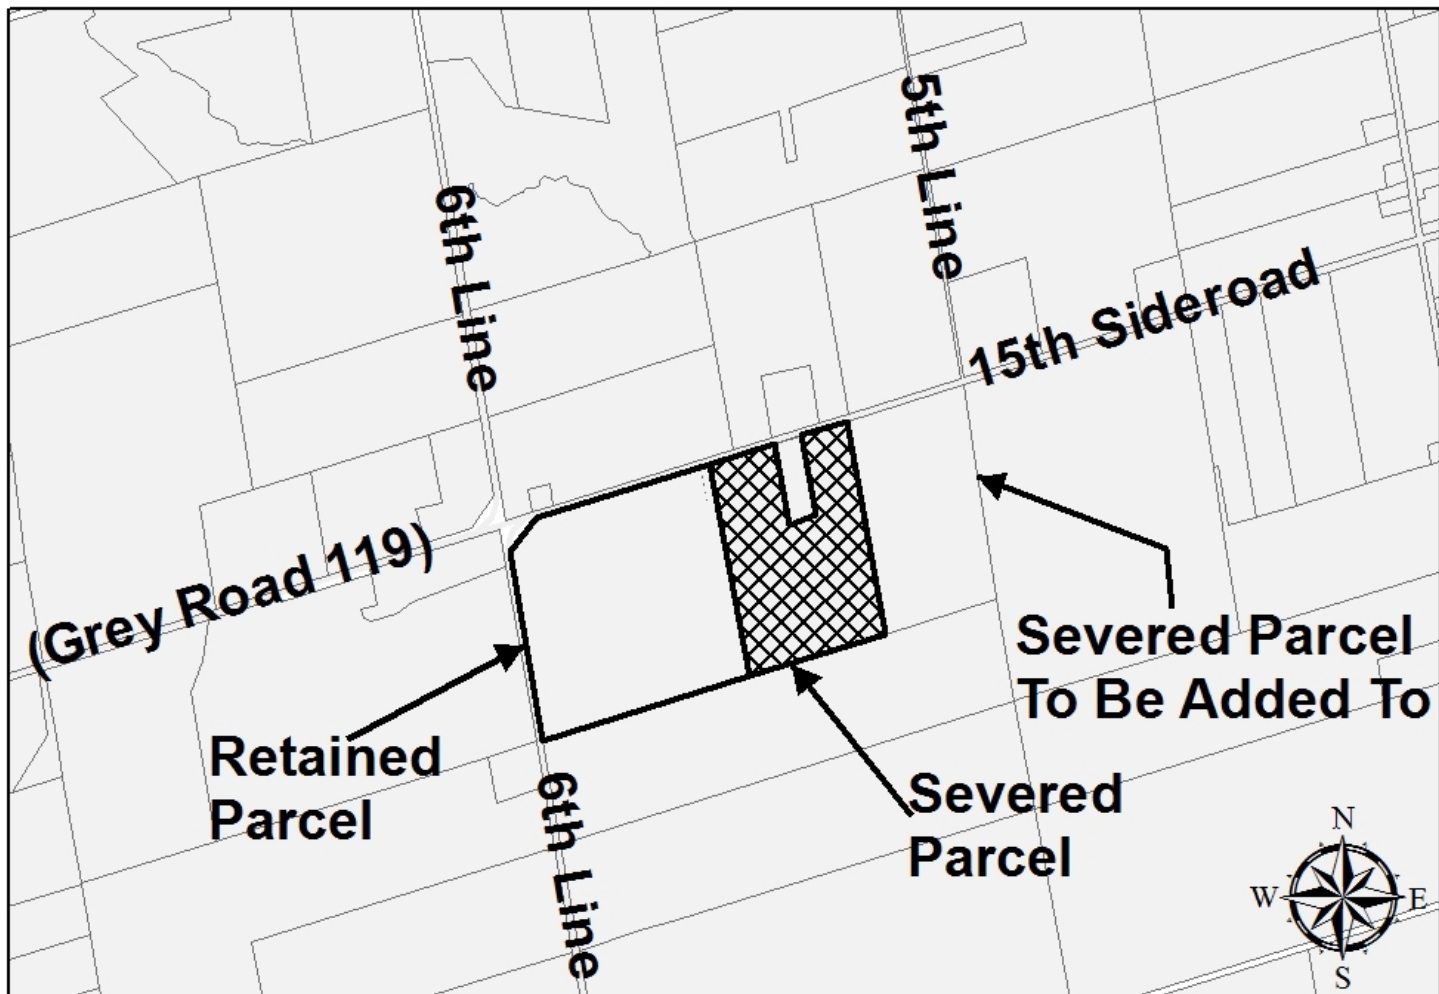 5th Line
6th Line
15th Sideroad
(Grey Road 119)
Severed Parcel
To Be Added To
Retained
Parcel
Severed
Parcel
6th Line
N
W
E
S